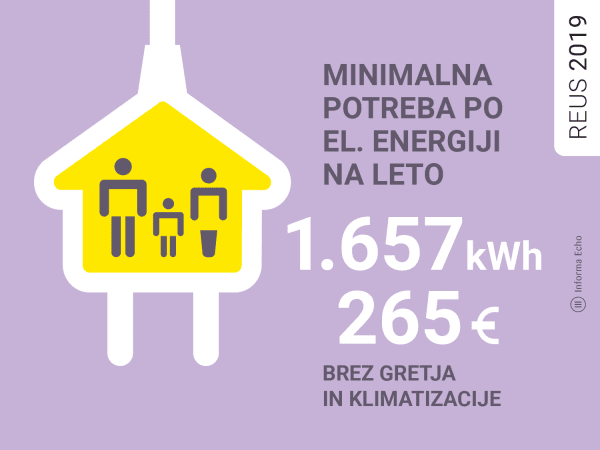 MINIMALNA
POTREBA PO
EL. ENERGIJI
NA LETO
1.657 kWh
265 €
BREZ GRETJA
IN KLIMATIZACIJE
REUS 2019
Informa Echo